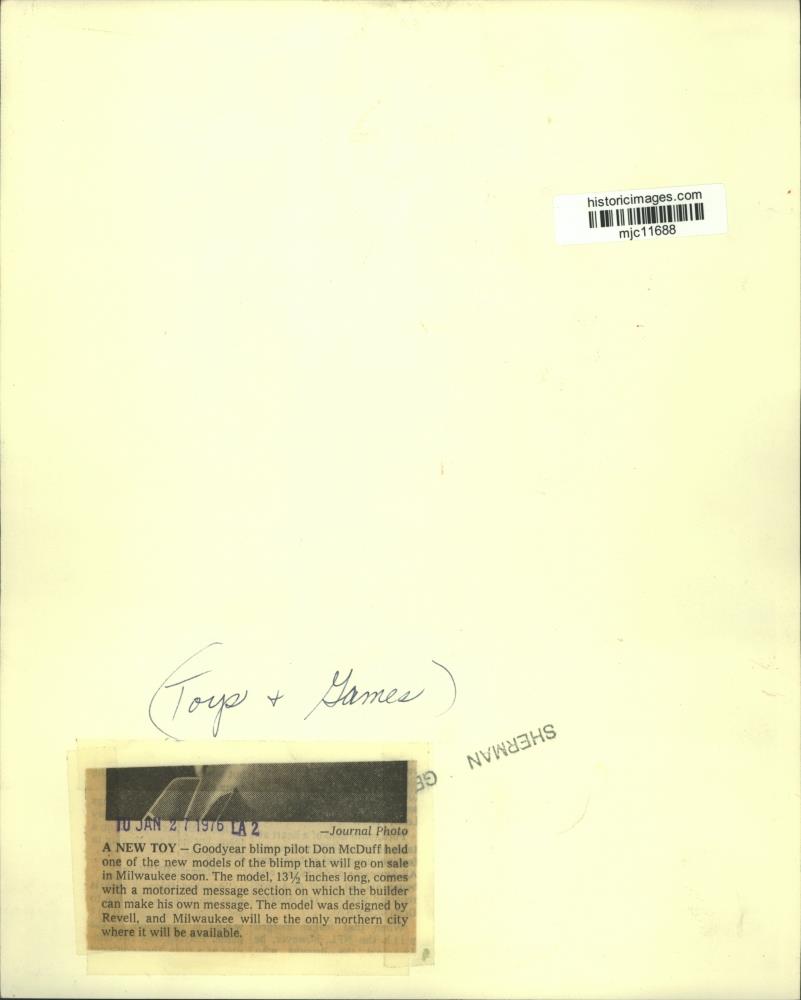 historicimages.com
mjc11688
(Toys + Games)
SHERMAN
GE
TU JAN 27 1976 LA 2
—Journal Photo
A NEW TOY — Goodyear blimp pilot Don McDuff held
one of the new models of the blimp that will go on sale
in Milwaukee soon. The model, 13½ inches long, comes
with a motorized message section on which the builder
can make his own message. The model was designed by
Revell, and Milwaukee will be the only northern city
where it will be available.